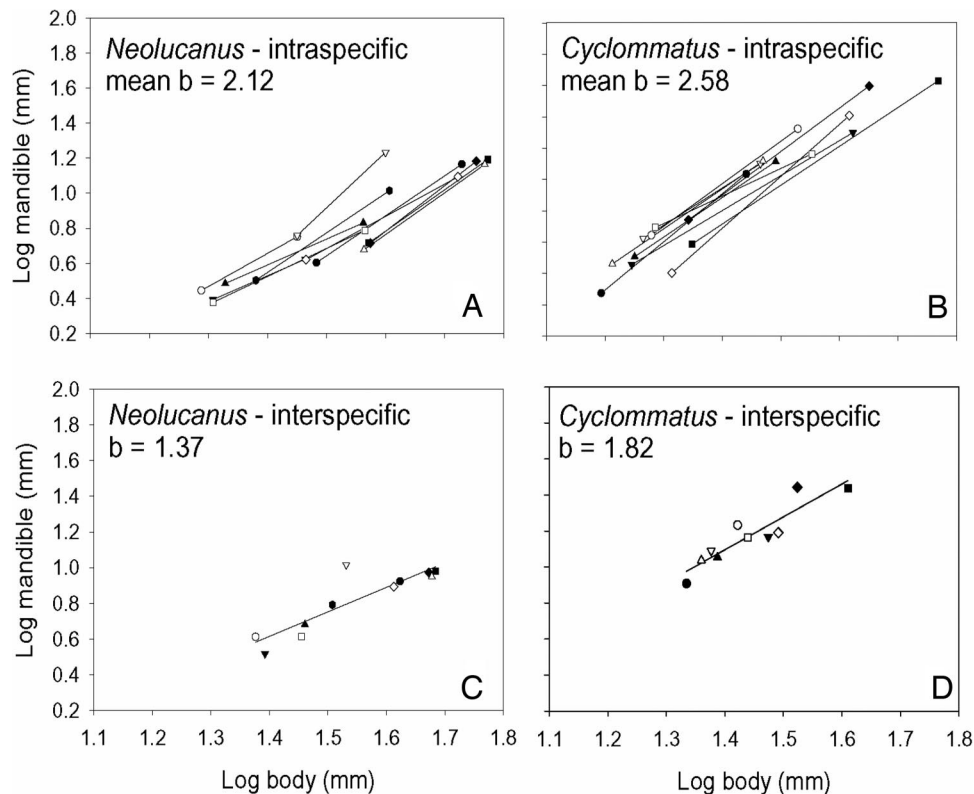 2.0
1.8
1.6
1.4
1.2
1.0
0.8
0.6
0.4
0.2
Log mandible (mm)
Neolucanus - intraspecific
mean b = 2.12
A
Cyclommatus - intraspecific
mean b = 2.58
B
2.0
1.8
1.6
1.4
1.2
1.0
0.8
0.6
0.4
0.2
Log mandible (mm)
Neolucanus - interspecific
b = 1.37
C
1.1 1.2 1.3 1.4 1.5 1.6 1.7 1.8
Log body (mm)
Cyclommatus - interspecific
b = 1.82
D
1.1 1.2 1.3 1.4 1.5 1.6 1.7 1.8
Log body (mm)